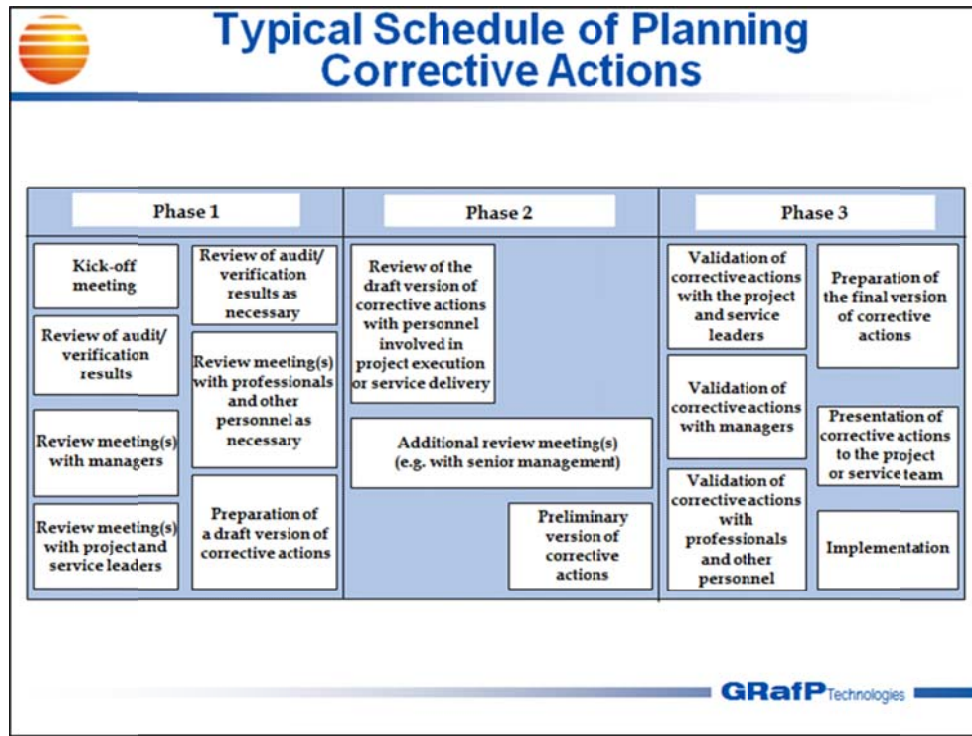 Typical Schedule of Planning
Corrective Actions
Phase 1
Kick-off
meeting
Review of audit/
verification
results
Review meeting(s)
with managers
Review meeting(s)
with project and
service leaders
Review of audit/
verification
results as
necessary
Review meeting(s)
with professionals
and other
personnel as
necessary
Preparation of
a draft version of
corrective actions
Phase 2
Review of the
draft version of
corrective actions
with personnel
involved in
project execution
or service delivery
Additional review meeting(s)
(e.g. with senior management)
Preliminary
version of
corrective
actions
Phase 3
Validation of
corrective actions
with the project
and service
leaders
Validation of
corrective actions
with managers
Validation of
corrective actions
with
professionals
and other
personnel
Preparation of
the final version
of corrective
actions
Presentation of
corrective actions
to the project
or service team
Implementation
GRafP Technologies